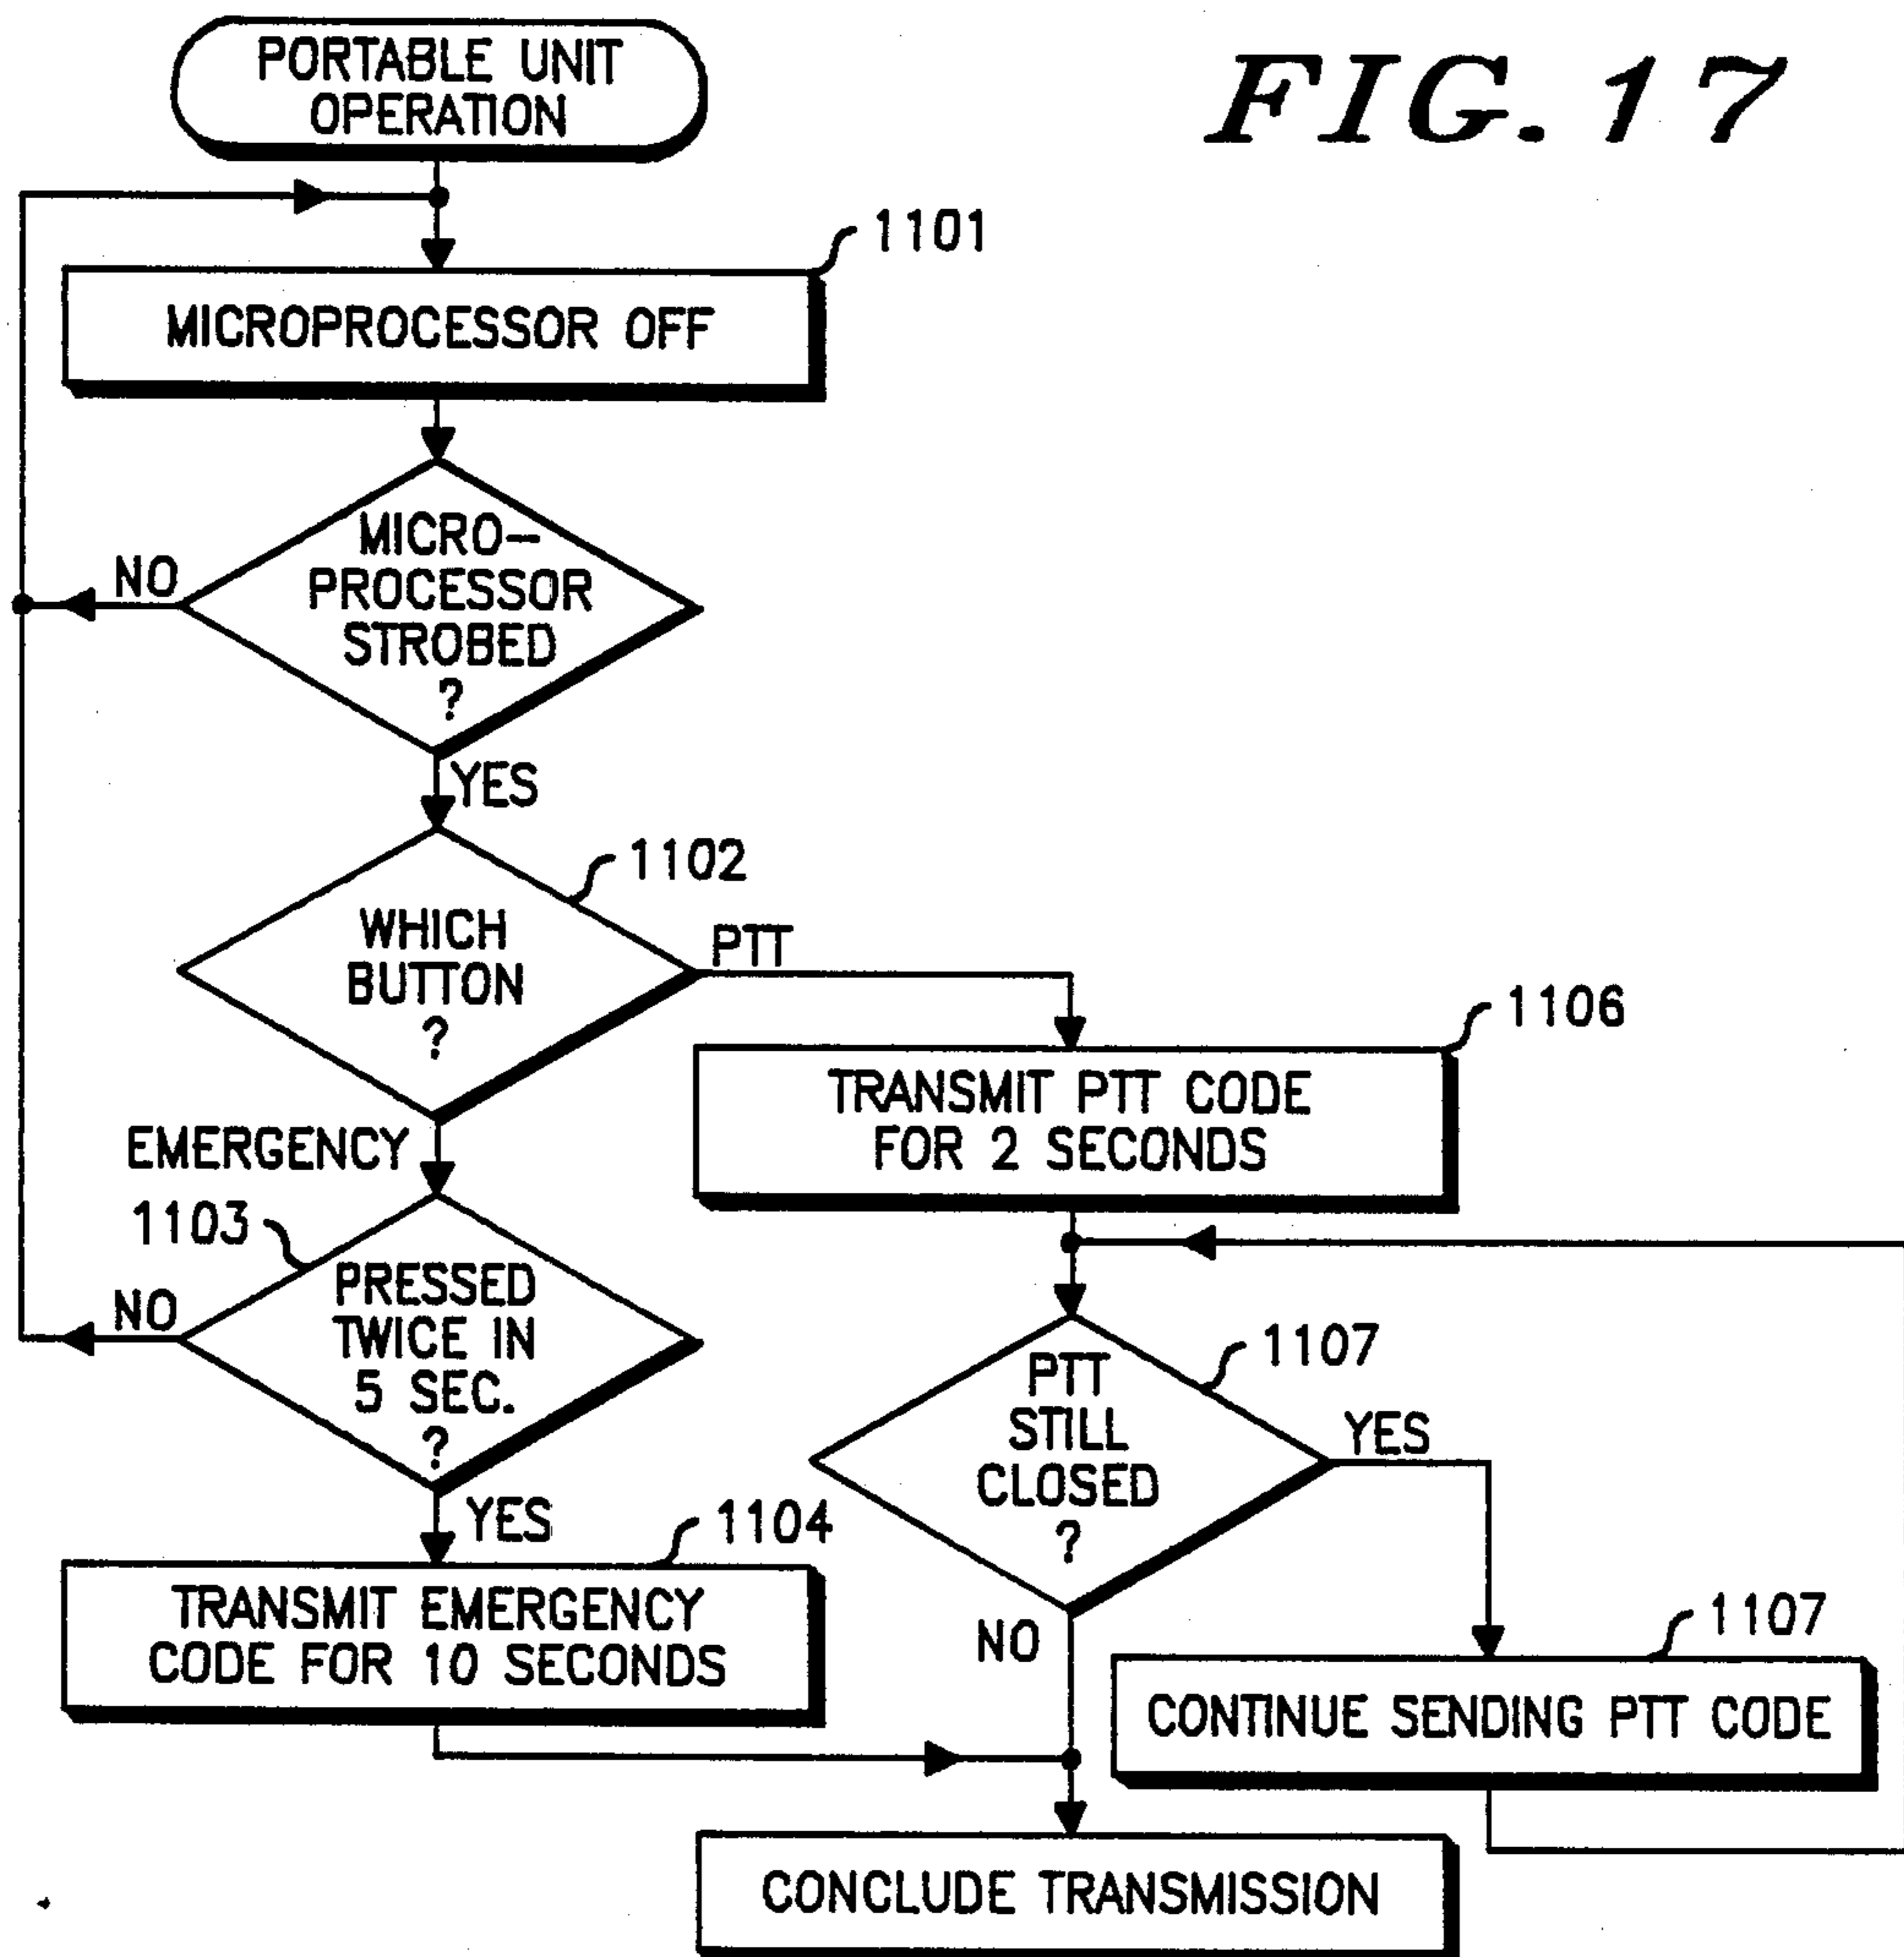 FIG. 17
PORTABLE UNIT
OPERATION
1101
MICROPROCESSOR OFF
MICRO-
PROCESSOR
STROBED
?
NO
YES
1102
WHICH
BUTTON
?
PTT
EMERGENCY
1106
TRANSMIT PTT CODE
FOR 2 SECONDS
1103
PRESSED
TWICE IN
5 SEC.
?
NO
YES
1104
TRANSMIT EMERGENCY
CODE FOR 10 SECONDS
1107
PTT
STILL
CLOSED
?
YES
NO
1107
CONTINUE SENDING PTT CODE
CONCLUDE TRANSMISSION